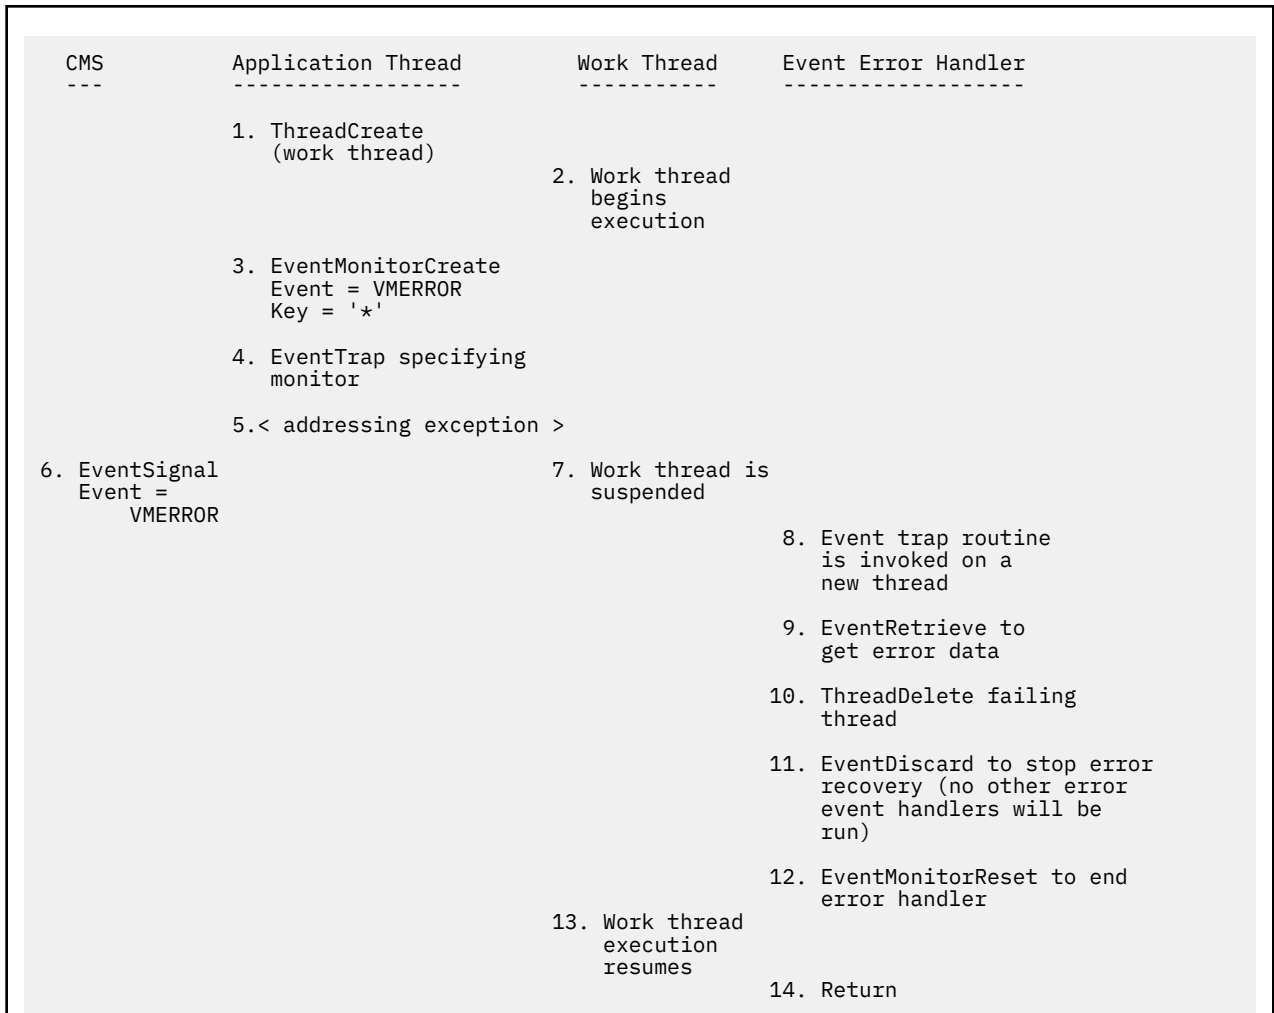 CMS Application Thread Work Thread Event Error Handler
--- ------------------ ----------- -------------------
1. ThreadCreate
(work thread)
2. Work thread
begins
execution
3. EventMonitorCreate
Event = VMERROR
Key = '*'
4. EventTrap specifying
monitor
5.< addressing exception >
6. EventSignal 7. Work thread is
Event = suspended
VMERROR
8. Event trap routine
is invoked on a
new thread
9. EventRetrieve to
get error data
10. ThreadDelete failing
thread
11. EventDiscard to stop error
recovery (no other error
event handlers will be
run)
12. EventMonitorReset to end
error handler
13. Work thread
execution
resumes
14. Return